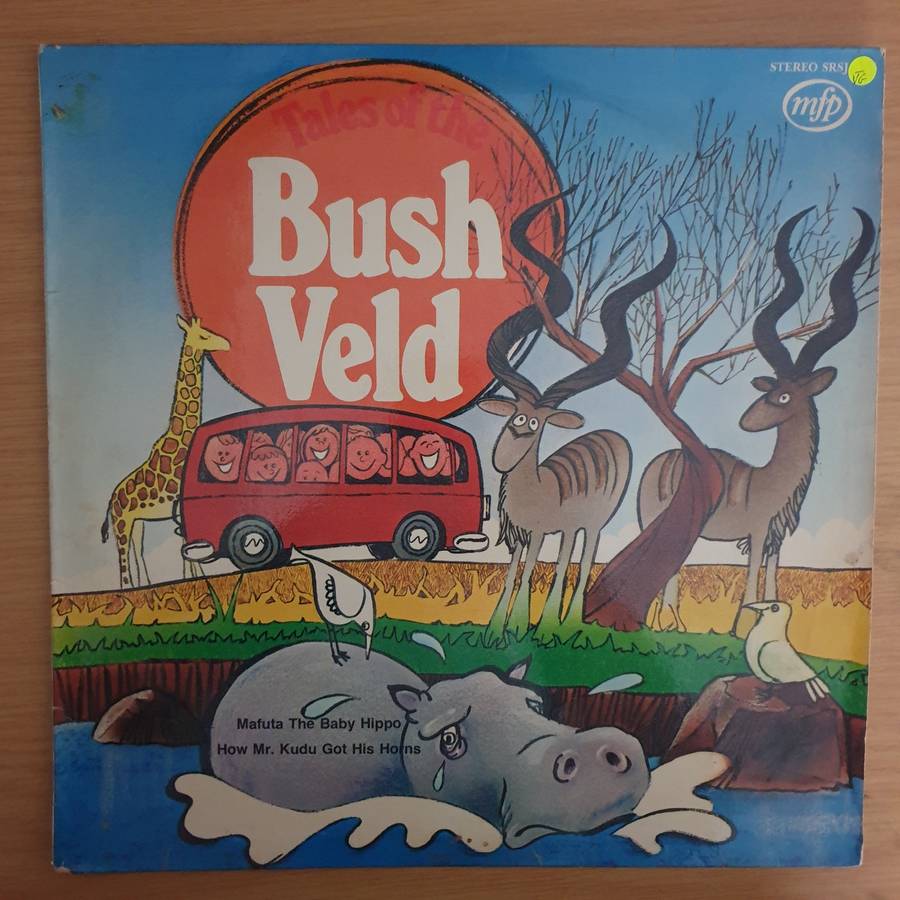 STEREO SRSJ
mfp
Tales of the
Bush
Veld
Mafuta The Baby Hippo
How Mr. Kudu Got His Horns